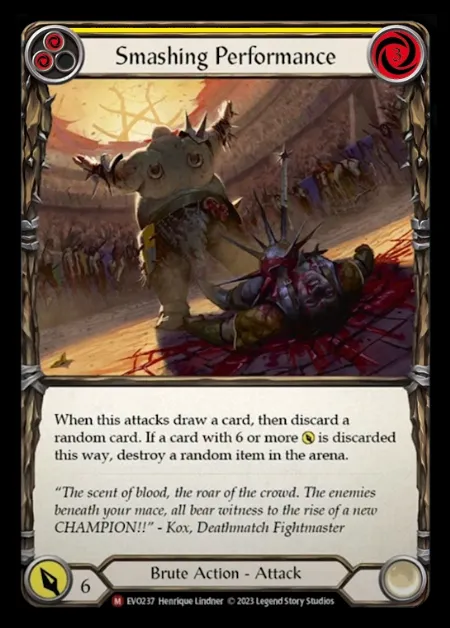 Smashing Performance
3
When this attacks draw a card, then discard a
random card. If a card with 6 or more is discarded
this way, destroy a random item in the arena.
“The scent of blood, the roar of the crowd. The enemies
beneath your mace, all bear witness to the rise of a new
CHAMPION!!” - Kox, Deathmatch Fightmaster
6
Brute Action - Attack
M EVO237 Henrique Lindner © 2023 Legend Story Studios